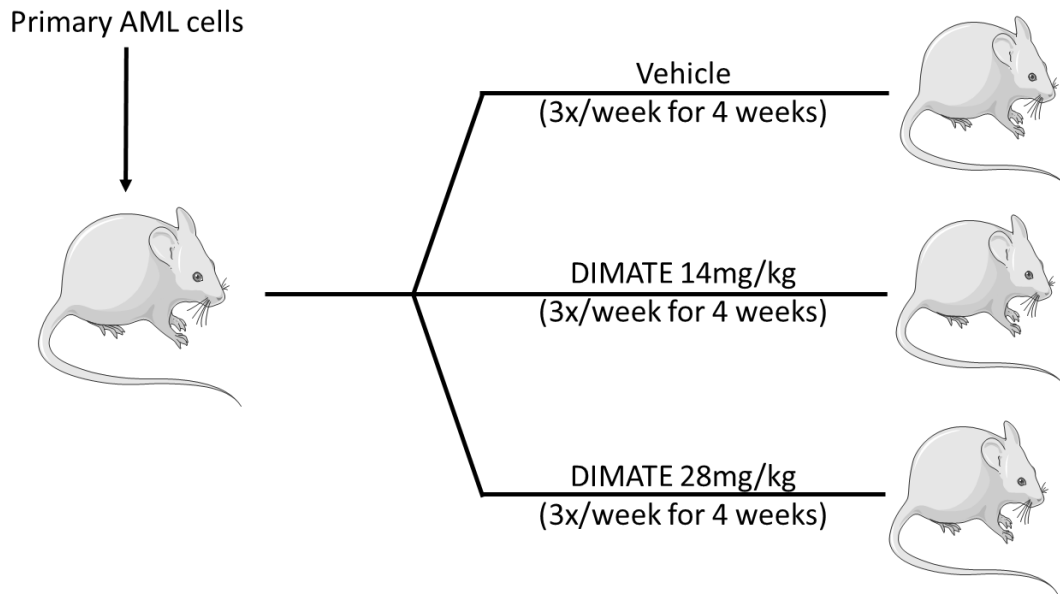 Primary AML cells
Vehicle
(3x/week for 4 weeks)
DIMATE 14mg/kg
(3x/week for 4 weeks)
DIMATE 28mg/kg
(3x/week for 4 weeks)